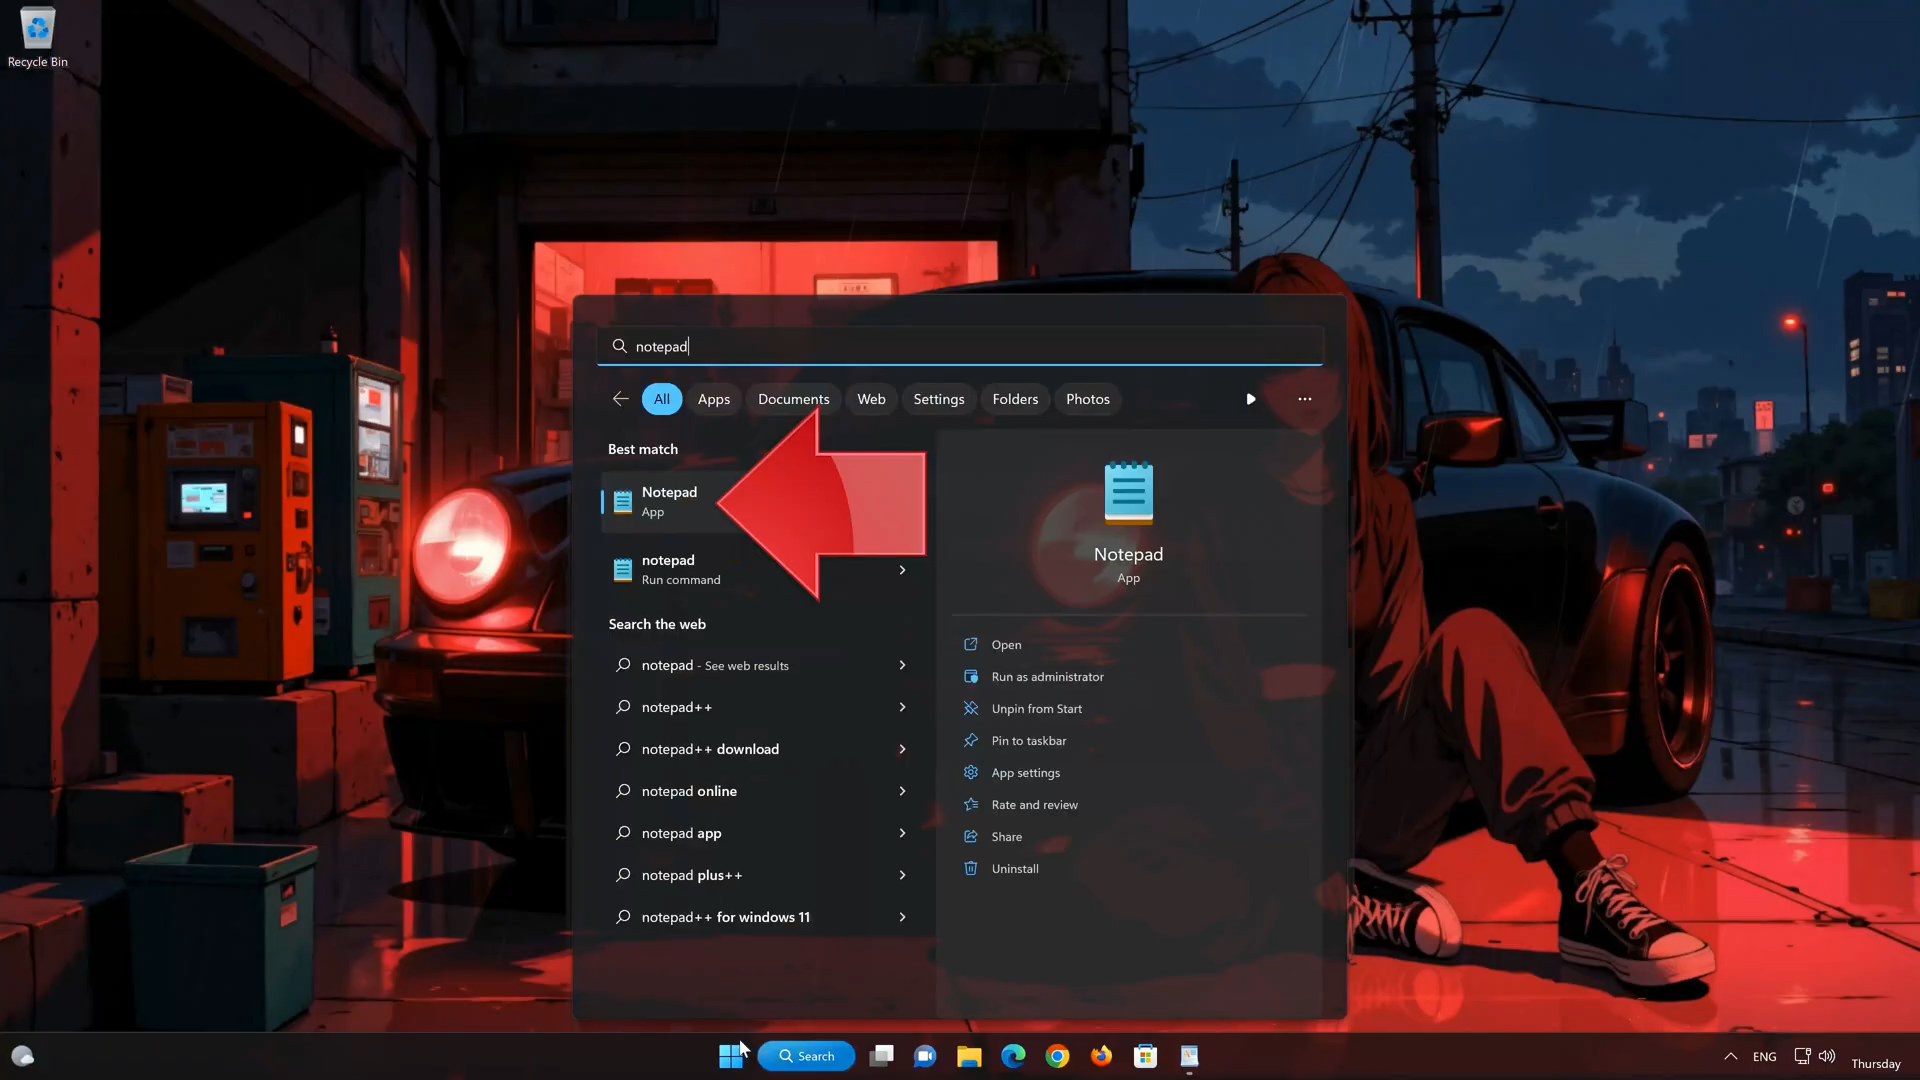 Recycle Bin
notepad
All Apps Documents Web Settings Folders Photos
Best match
Notepad
App
notepad
Run command
Search the web
notepad - See web results
notepad++
notepad++ download
notepad online
notepad app
notepad plus++
notepad++ for windows 11
Notepad
App
Open
Run as administrator
Unpin from Start
Pin to taskbar
App settings
Rate and review
Share
Uninstall
Search
ENG
Thursday